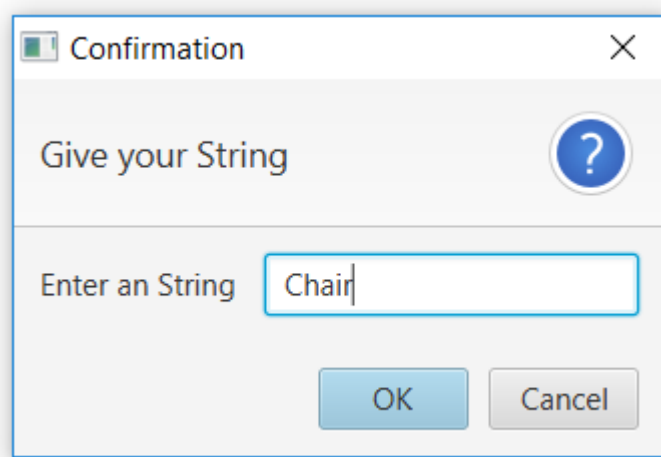 Confirmation
Give your String
?
Enter an String Chair
OK Cancel